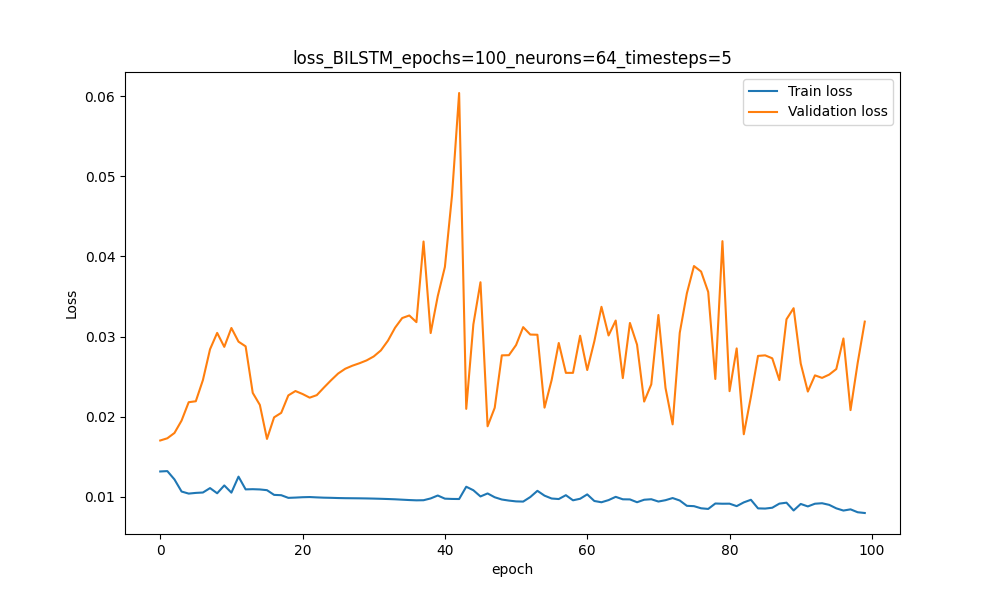 loss_BILSTM_epochs=100_neurons=64_timesteps=5
Train loss
Validation loss
0.06
0.05
0.04
0.03
0.02
0.01
Loss
0 20 40 60 80 100
epoch